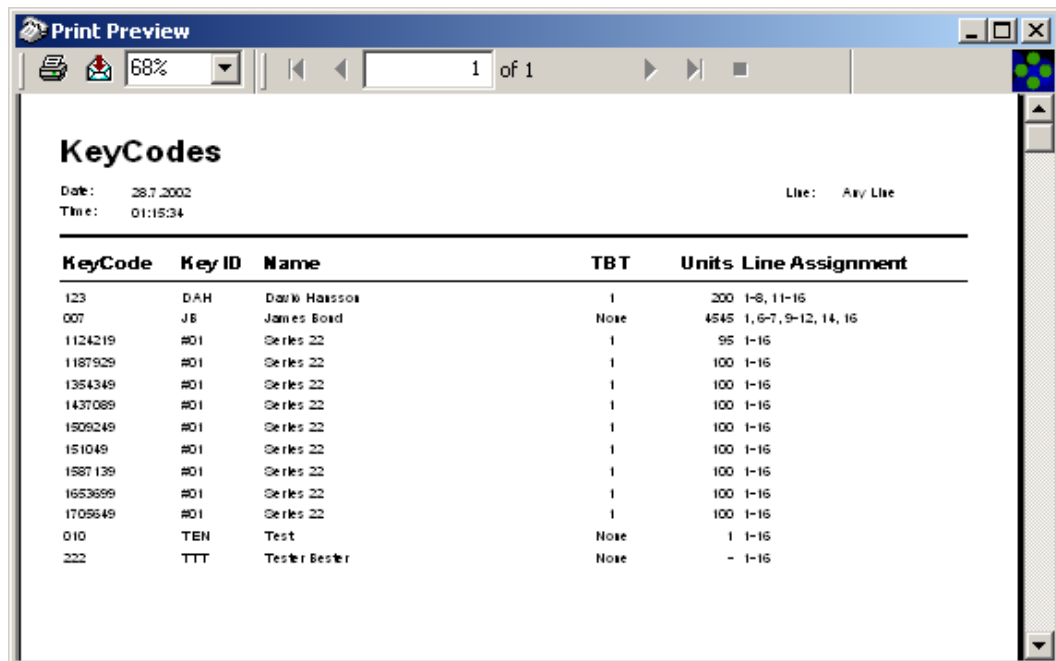 Print Preview
68% 1 of 1
KeyCodes
Date: 28.7.2002 Line: Any Line
Time: 01:15:34
KeyCode Key ID Name TBT Units Line Assignment
123 DAH David Hansson 1 200 1-8, 11-16
007 JB James Bond None 4545 1, 6-7, 9-12, 14, 16
1124219 #01 Series 22 1 95 1-16
1187929 #01 Series 22 1 100 1-16
1354349 #01 Series 22 1 100 1-16
1437089 #01 Series 22 1 100 1-16
1509249 #01 Series 22 1 100 1-16
151049 #01 Series 22 1 100 1-16
1587139 #01 Series 22 1 100 1-16
1653699 #01 Series 22 1 100 1-16
1705649 #01 Series 22 1 100 1-16
010 TEN Test None 1 1-16
222 TTT Tester Bester None - 1-16